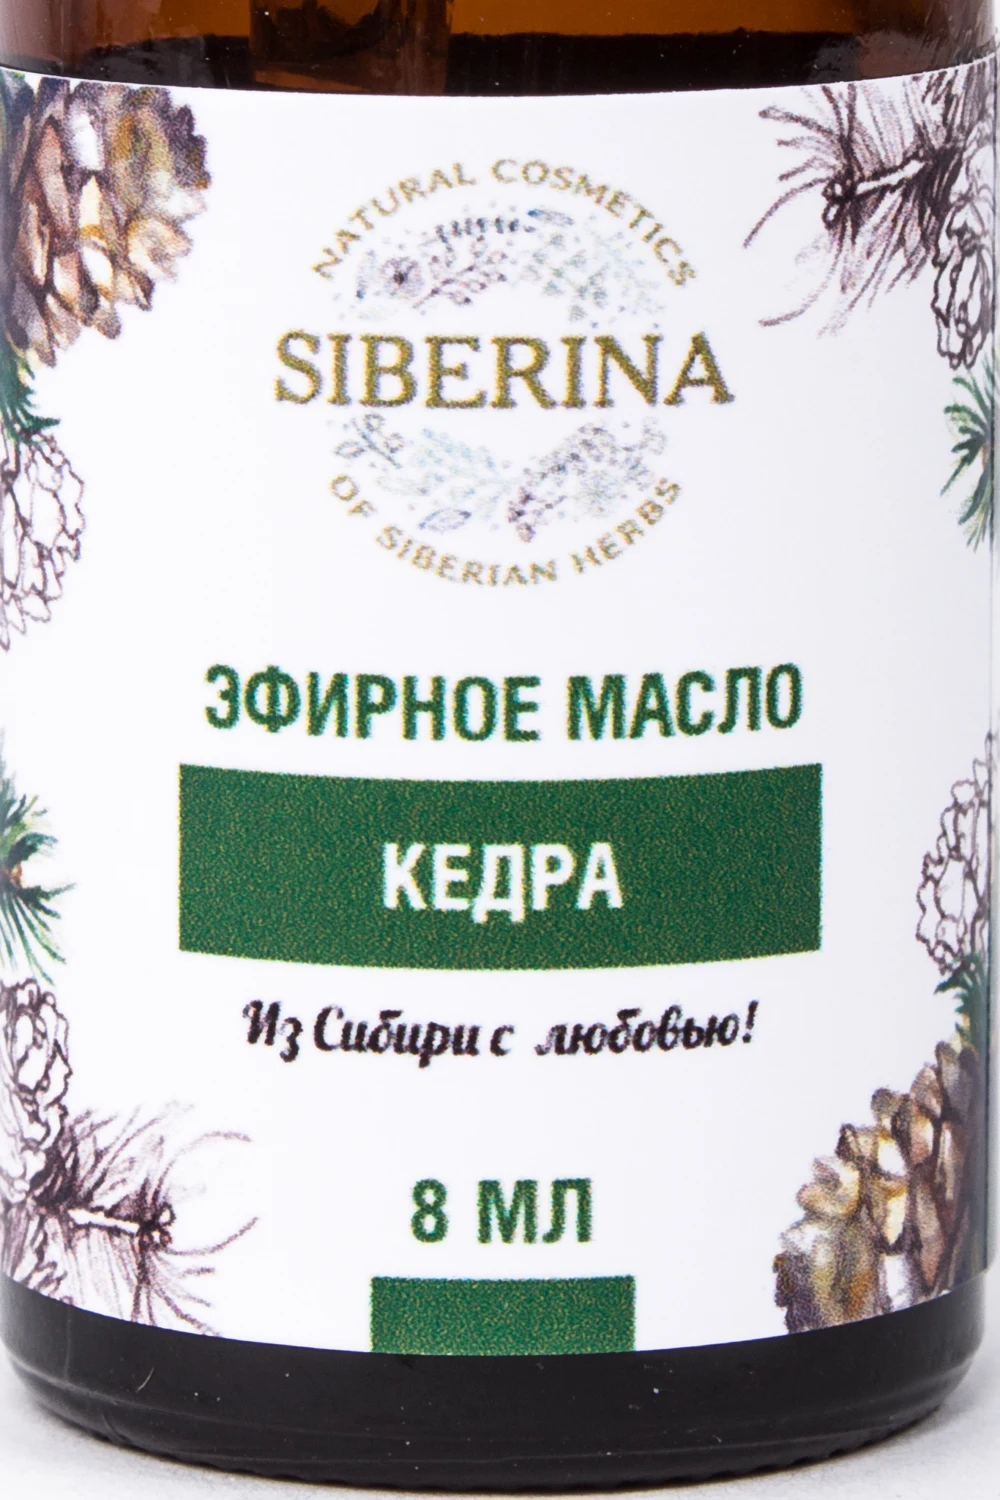 NATURAL COSMETICS
SIBERINA
OF SIBERIAN HERBS
ЭФИРНОЕ МАСЛО
КЕДРА
Из Сибири с любовью!
8 МЛ